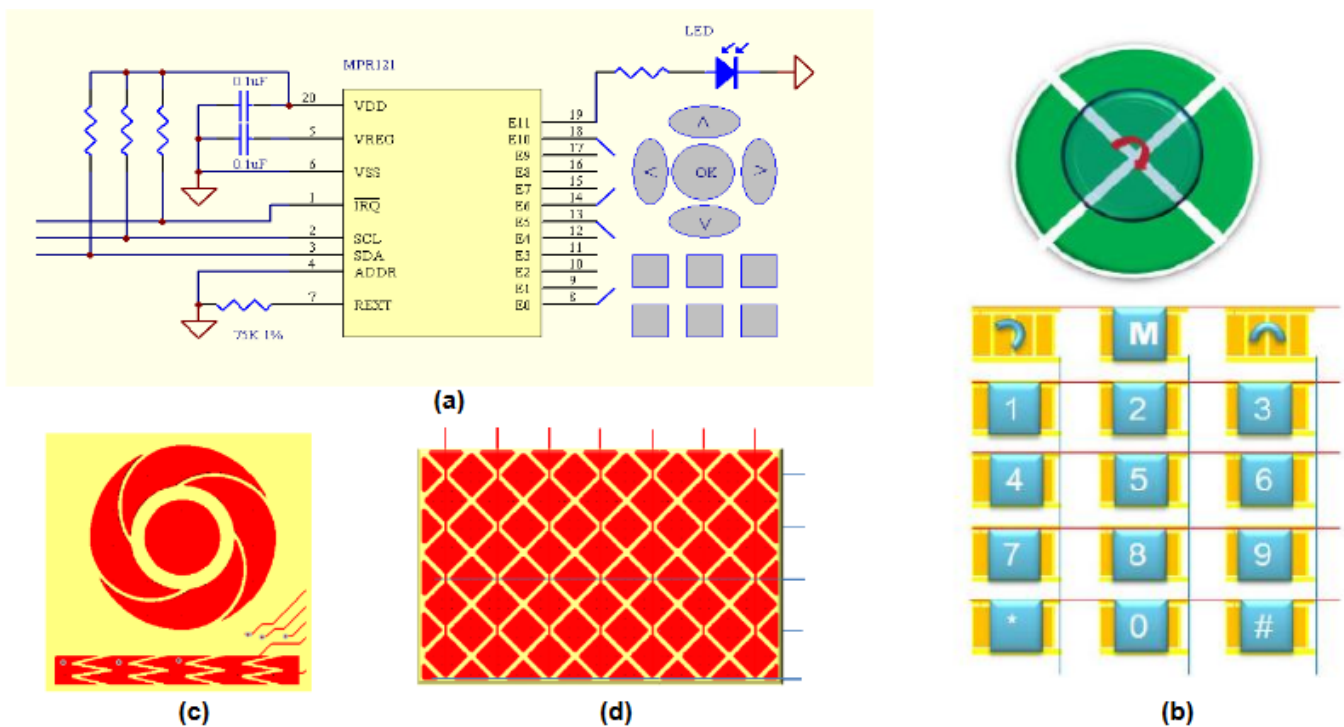 LED
MPR121
0.1uF
20 VDD
5 VREG
0.1uF
6 VSS
1 IRQ
2 SCL
3 SDA
4 ADDR
7 REXT
75K 1%
E11 19
E10 18
E9 17
E8 16
E7 15
E6 14
E5 13
E4 12
E3 11
E2 10
E1 9
E0 8
^
< OK >
V
(a)
M
1 2 3
4 5 6
7 8 9
* 0 #
(c)
(d)
(b)